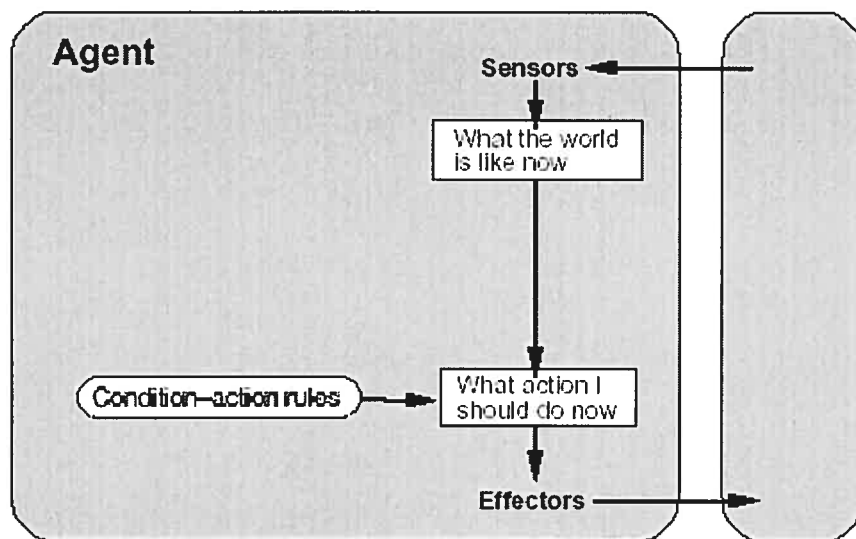 Agent
Sensors
What the world
is like now
Condition–action rules
What action I
should do now
Effectors